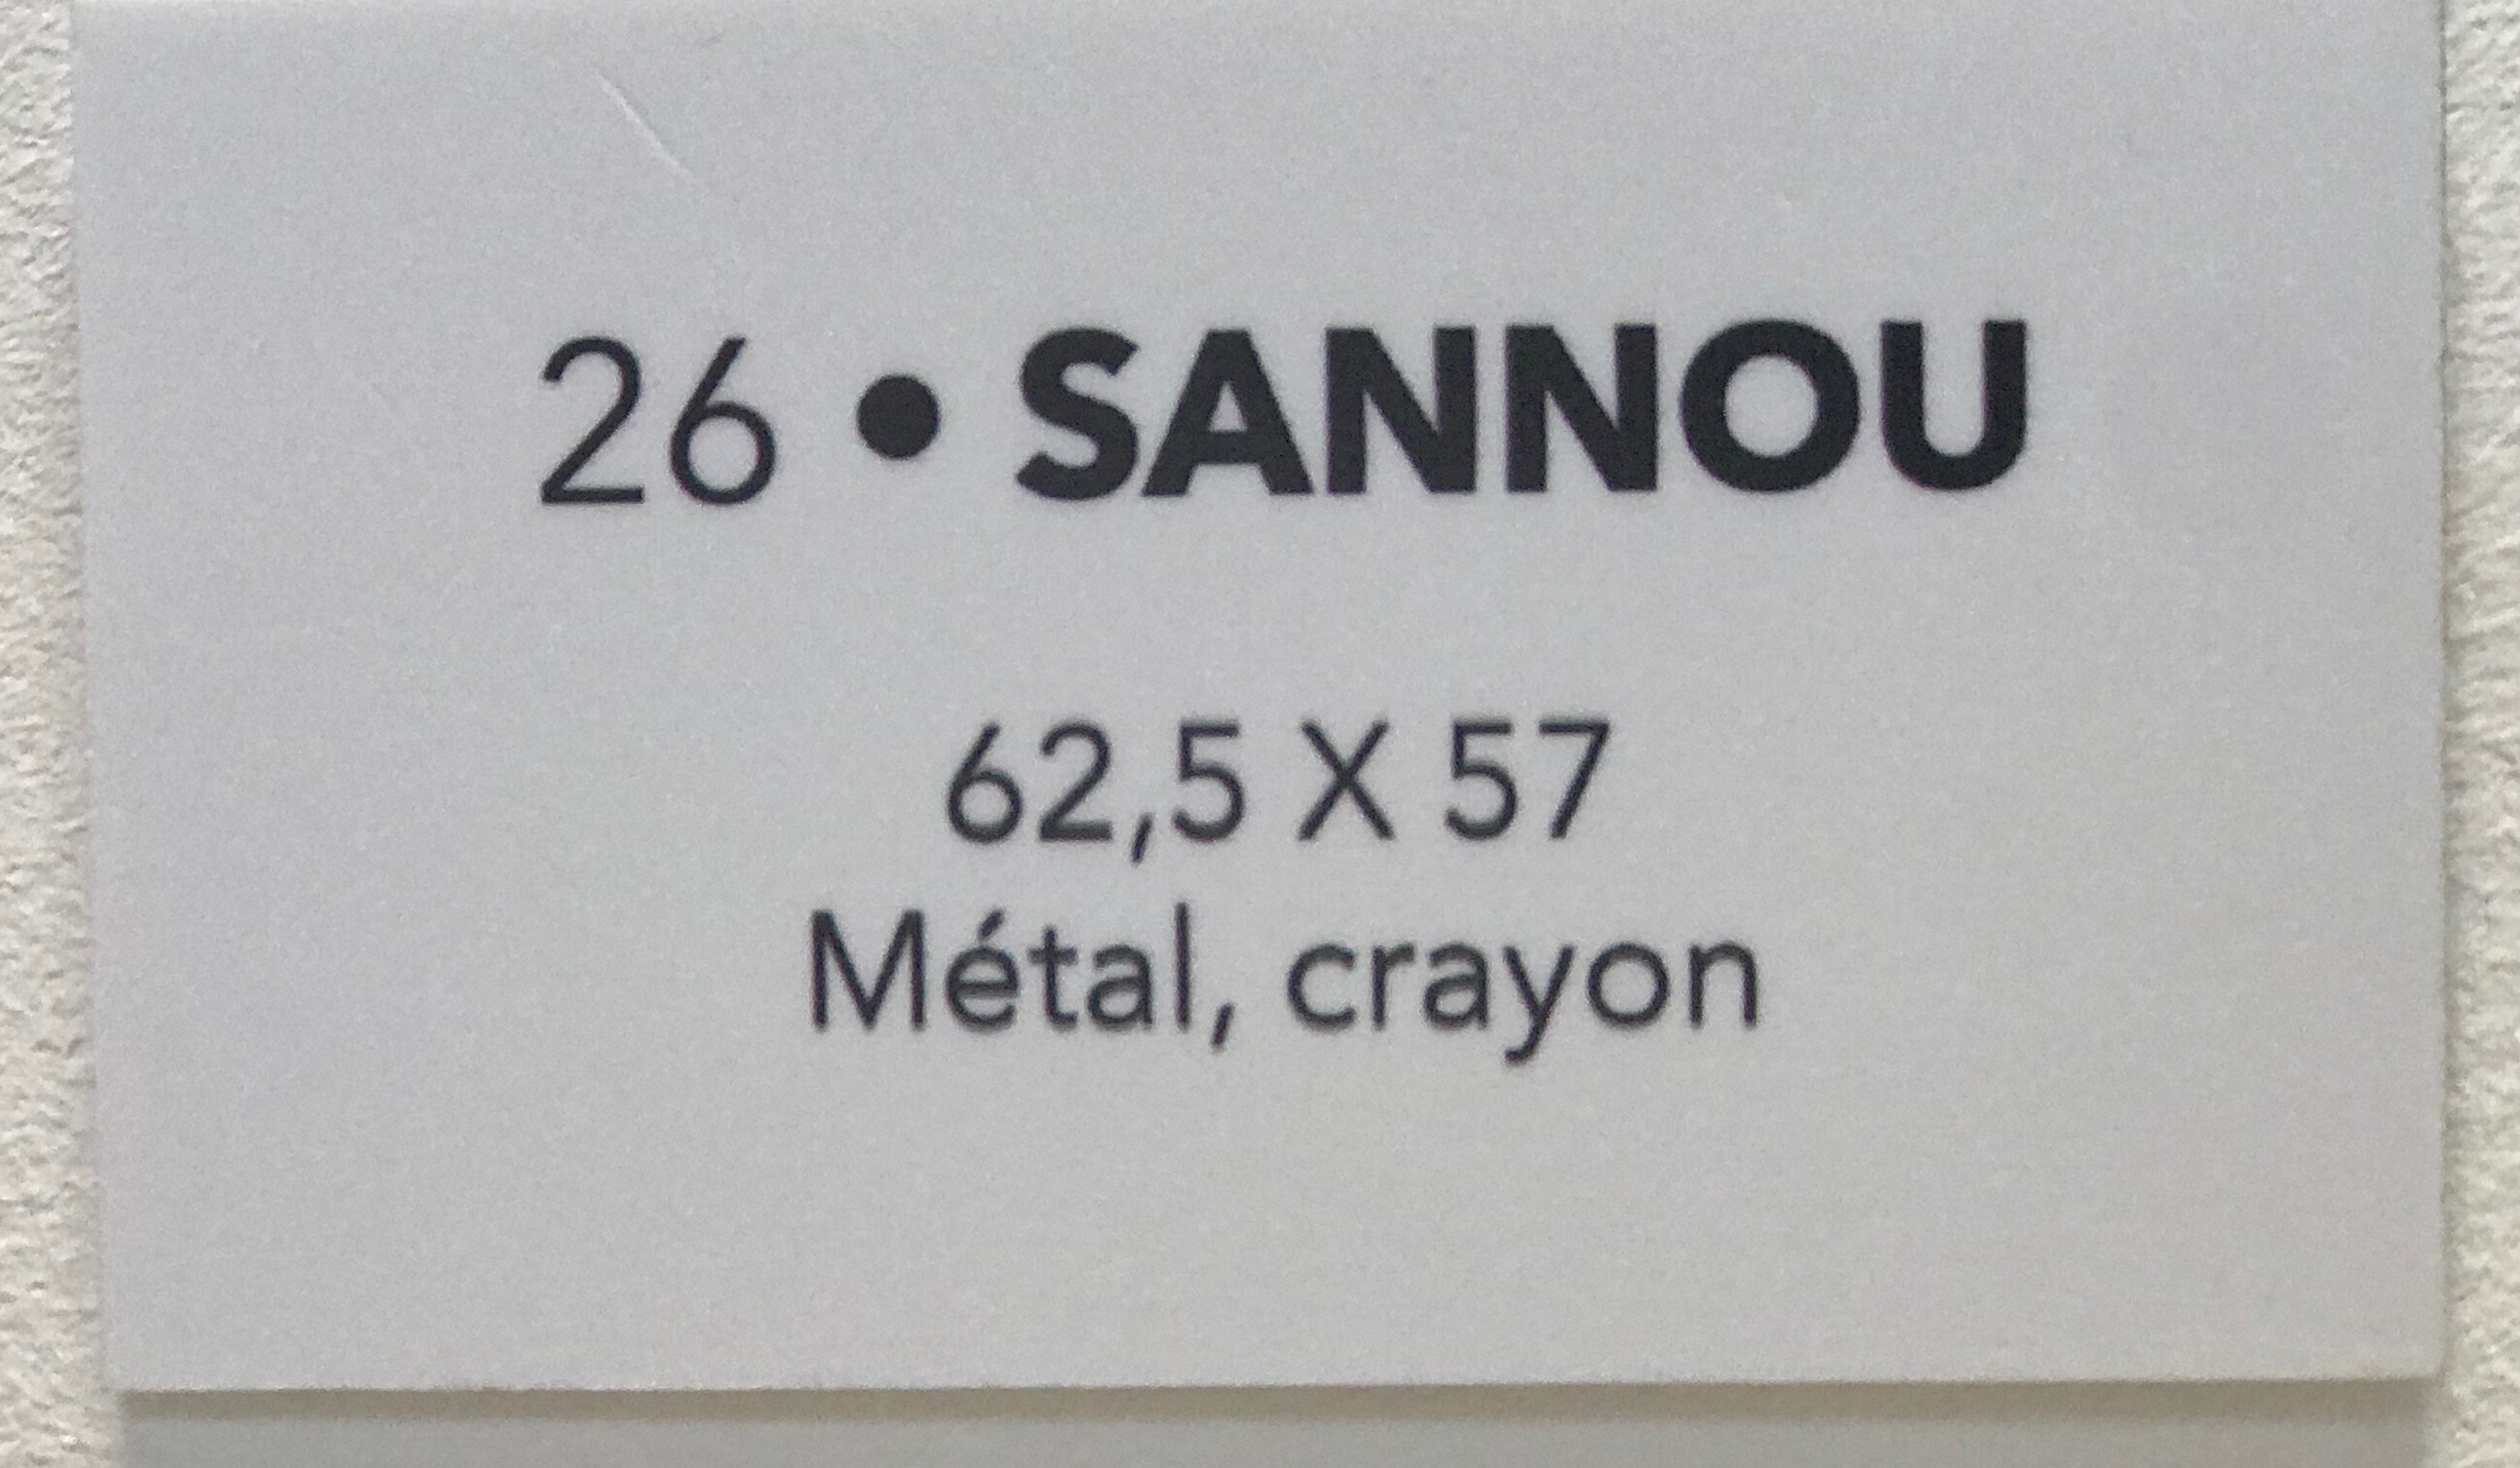 26 • SANNOU
62,5 X 57
Métal, crayon